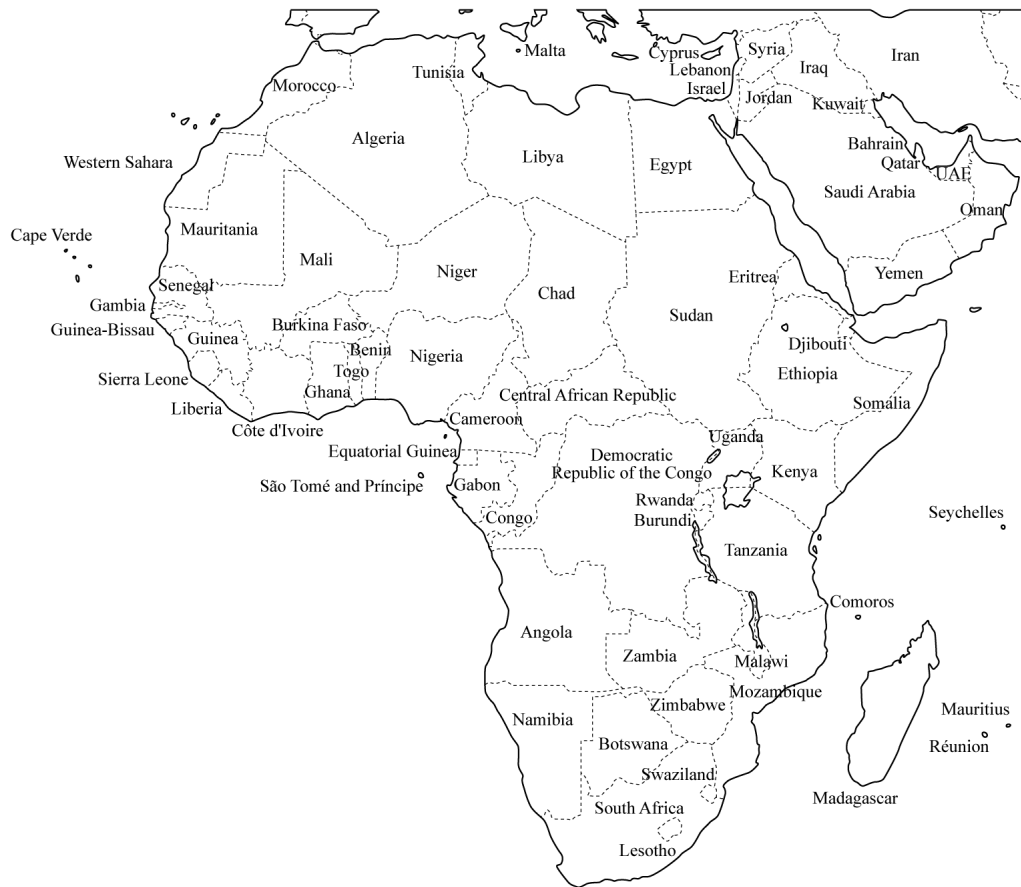 Malta
Cyprus
Syria
Lebanon
Israel
Iraq
Iran
Jordan
Kuwait
Tunisia
Morocco
Algeria
Libya
Egypt
Bahrain
Qatar
UAE
Saudi Arabia
Oman
Western Sahara
Mauritania
Cape Verde
Mali
Niger
Chad
Eritrea
Yemen
Senegal
Gambia
Guinea-Bissau
Guinea
Burkina Faso
Benin
Togo
Nigeria
Sudan
Djibouti
Ethiopia
Sierra Leone
Liberia
Ghana
Côte d'Ivoire
Central African Republic
Somalia
Cameroon
Equatorial Guinea
Uganda
Democratic
Republic of the Congo
Kenya
São Tomé and Príncipe
Gabon
Rwanda
Burundi
Congo
Seychelles
Tanzania
Comoros
Angola
Zambia
Malawi
Mozambique
Zimbabwe
Namibia
Mauritius
Réunion
Botswana
Swaziland
Madagascar
South Africa
Lesotho